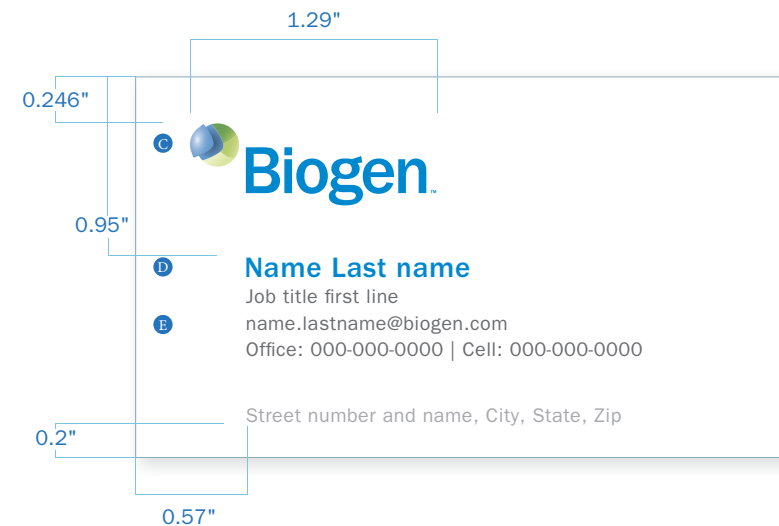 1.29"
0.246"
C
Biogen™
0.95"
D
Name Last name
Job title first line
E
name.lastname@biogen.com
Office: 000-000-0000 | Cell: 000-000-0000
Street number and name, City, State, Zip
0.2"
0.57"